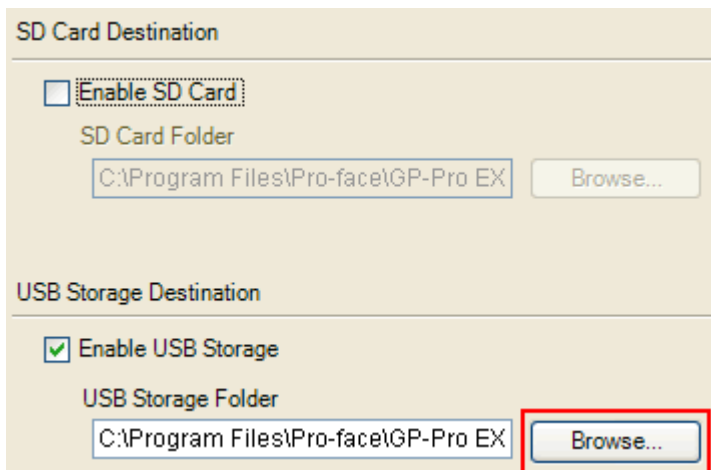 SD Card Destination
Enable SD Card
SD Card Folder
C:\Program Files\Pro-face\GP-Pro EX
Browse...
USB Storage Destination
Enable USB Storage
USB Storage Folder
C:\Program Files\Pro-face\GP-Pro EX
Browse...